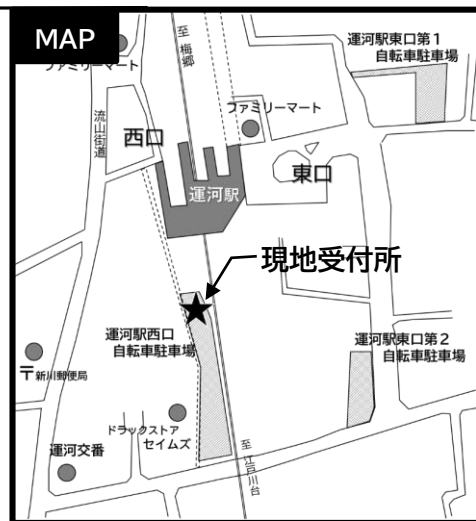 MAP
ファミリーマート
至 梅郷
運河駅東口第1
自転車駐車場
流山街道
西口
ファミリーマート
東口
運河駅
現地受付所
運河駅西口
自転車駐車場
運河駅東口第2
自転車駐車場
〒新川郵便局
ドラックストア
セイムズ
運河交番
至 江戸川台